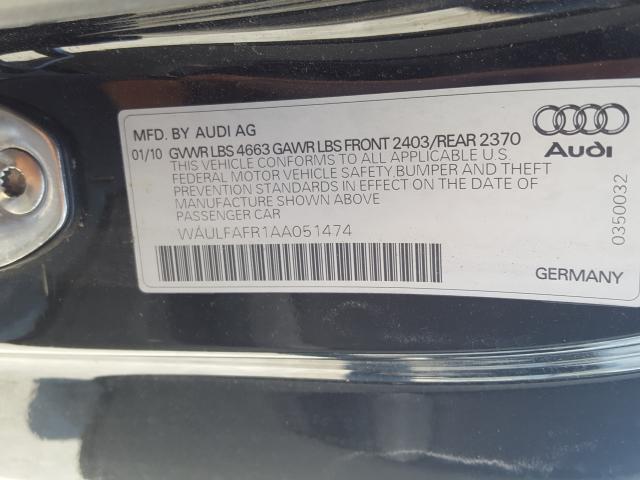 MFD. BY AUDI AG
01/10 GVWR LBS 4663 GAWR LBS FRONT 2403/REAR 2370
THIS VEHICLE CONFORMS TO ALL APPLICABLE U.S.
FEDERAL MOTOR VEHICLE SAFETY,BUMPER AND THEFT
PREVENTION STANDARDS IN EFFECT ON THE DATE OF
MANUFACTURE SHOWN ABOVE
PASSENGER CAR
WAULFAFR1AA051474
Audi
0350032
GERMANY